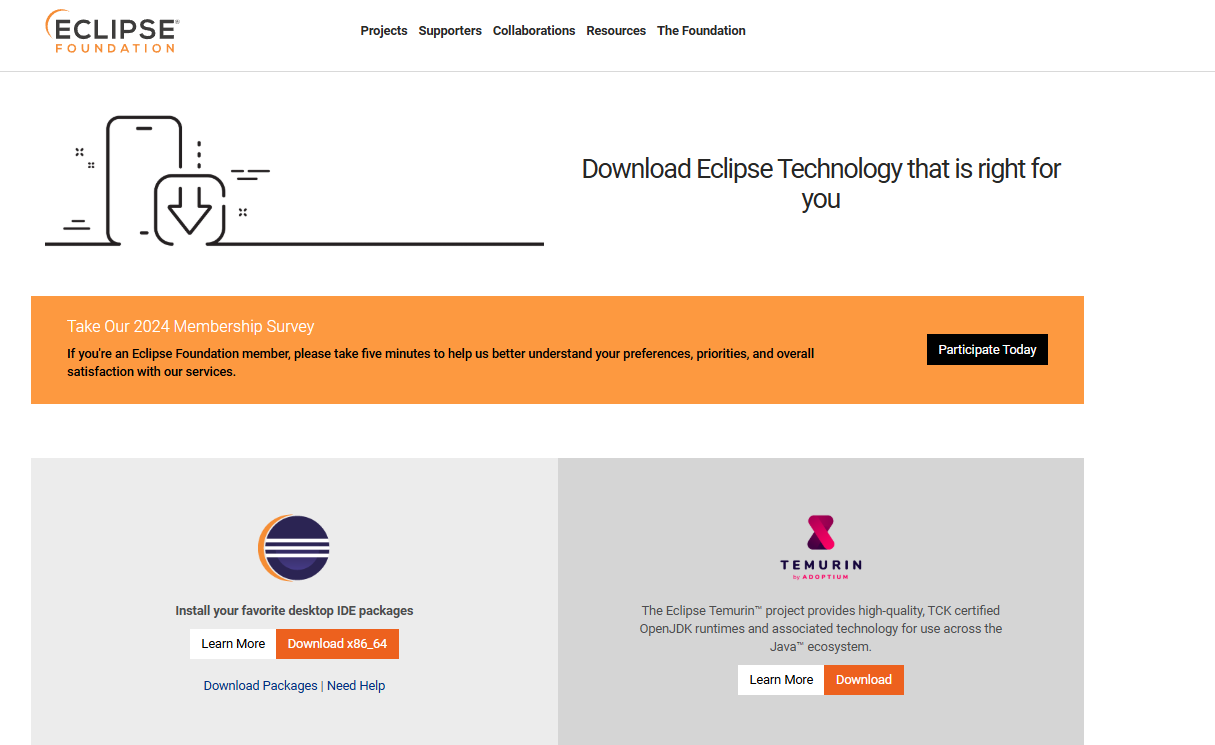 ECLIPSE®
FOUNDATION
Projects Supporters Collaborations Resources The Foundation
Download Eclipse Technology that is right for
you
Take Our 2024 Membership Survey
If you're an Eclipse Foundation member, please take five minutes to help us better understand your preferences, priorities, and overall
satisfaction with our services.
Participate Today
Install your favorite desktop IDE packages
Learn More Download x86_64
Download Packages | Need Help
TEMURIN
by ADOPTIUM
The Eclipse Temurin™ project provides high-quality, TCK certified
OpenJDK runtimes and associated technology for use across the
Java™ ecosystem.
Learn More Download